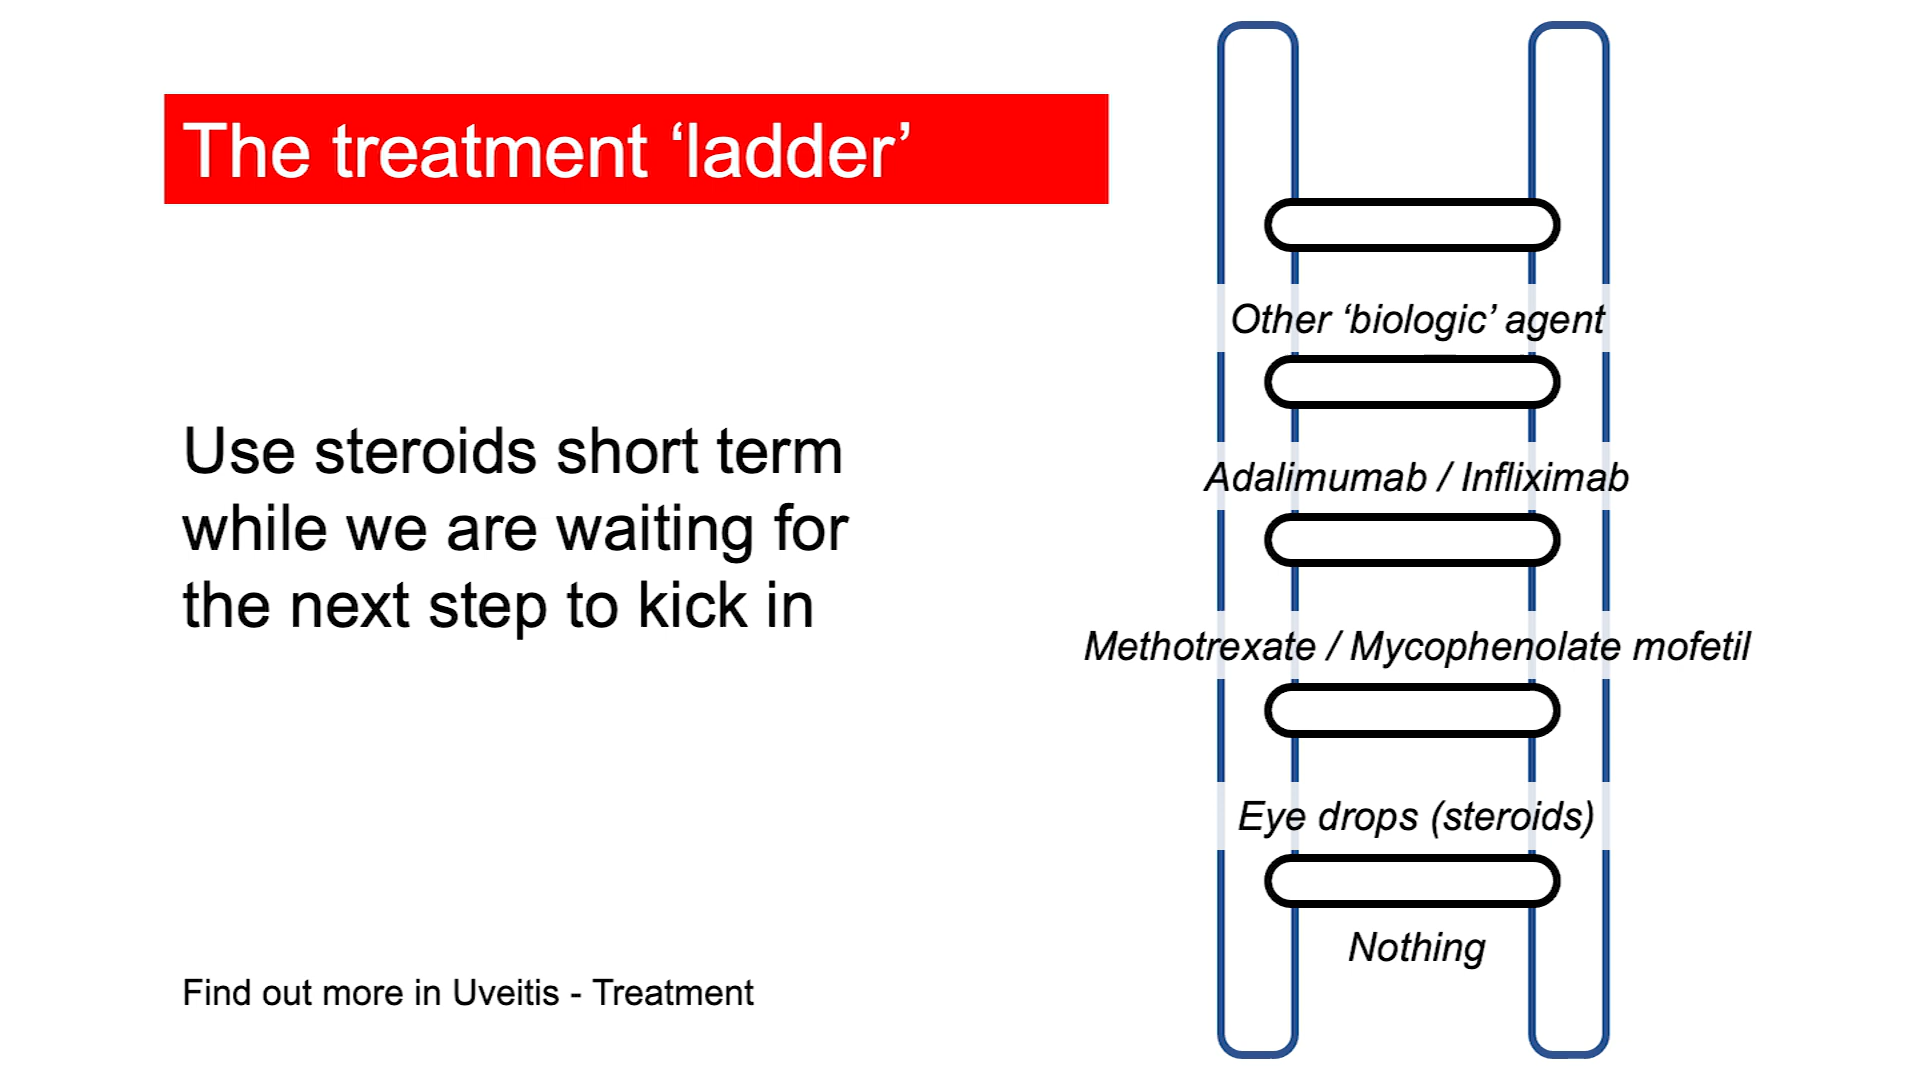 The treatment ‘ladder’
Use steroids short term
while we are waiting for
the next step to kick in
Find out more in Uveitis - Treatment
Other ‘biologic’ agent
Adalimumab / Infliximab
Methotrexate / Mycophenolate mofetil
Eye drops (steroids)
Nothing